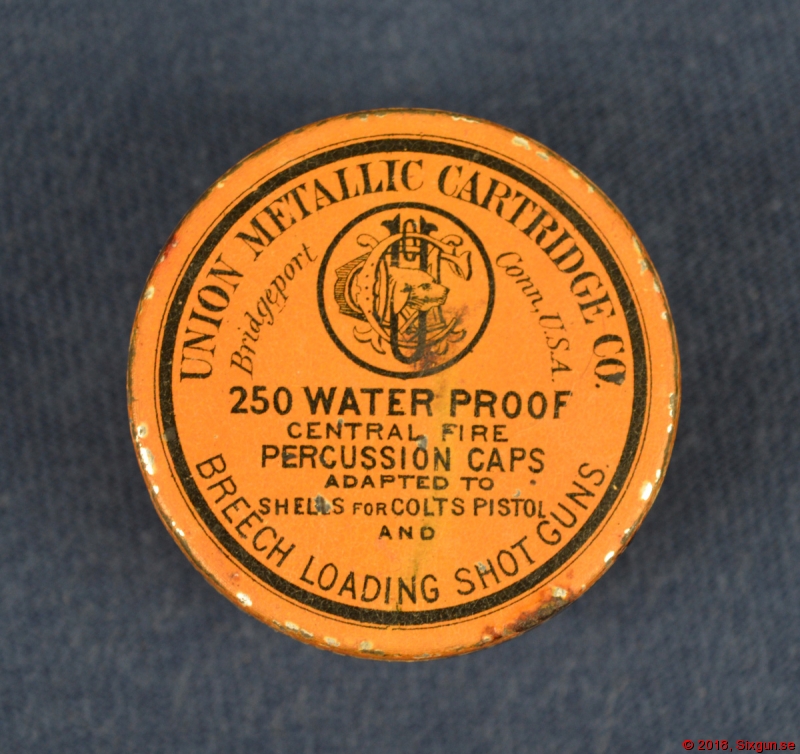 UNION METALLIC CARTRIDGE CO.
Bridgeport Conn, U.S.A.
250 WATER PROOF
CENTRAL FIRE
PERCUSSION CAPS
ADAPTED TO
SHELLS FOR COLTS PISTOL
AND
BREECH LOADING SHOT GUNS.
© 2018, Sixgun.se